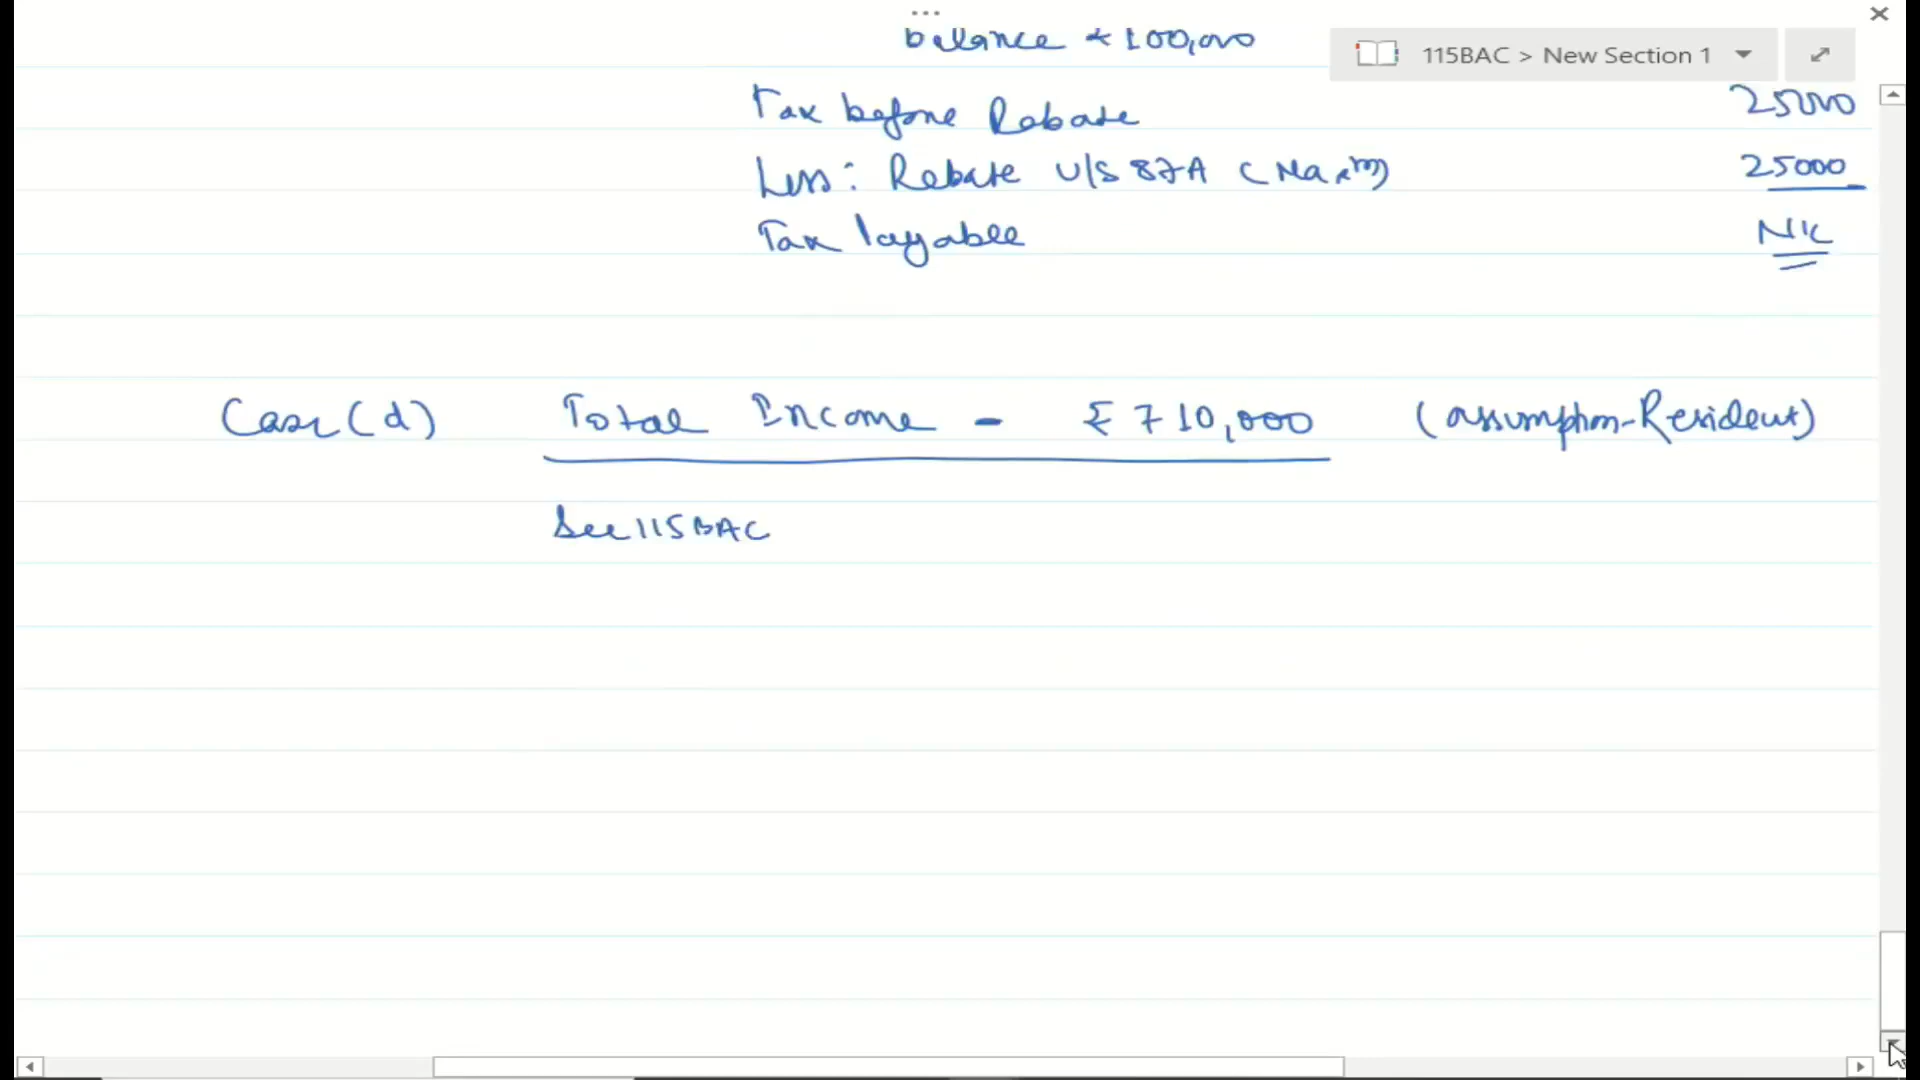 balance < 100,000
115BAC > New Section 1
Tax before Rebate 25000
Less: Rebate U/S 87A (Maxm) 25000
Tax Payable Nil
Case (d) Total Income - ₹ 710,000 (assumption-Resident)
Sec 115BAC